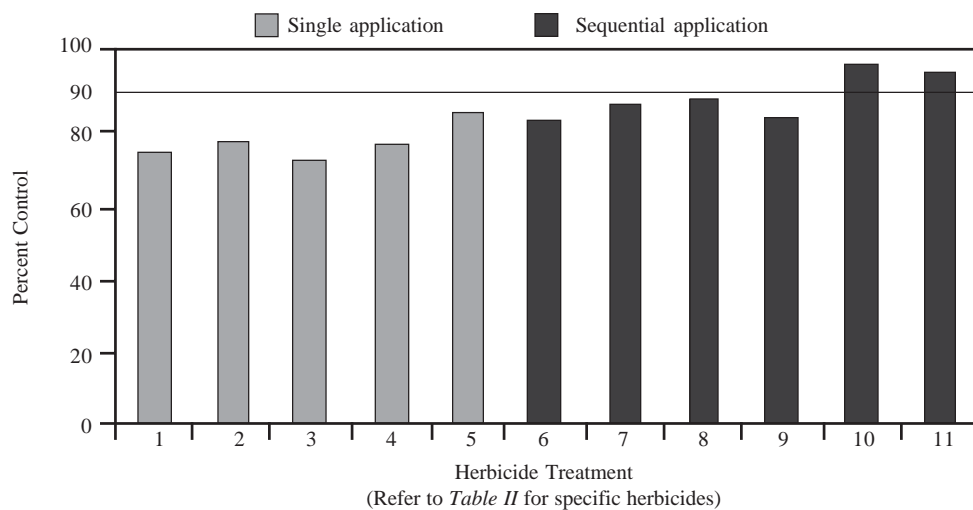 Single application
Sequential application
100
90
80
60
40
20
0
Percent Control
1 2 3 4 5 6 7 8 9 10 11
Herbicide Treatment
(Refer to Table II for specific herbicides)